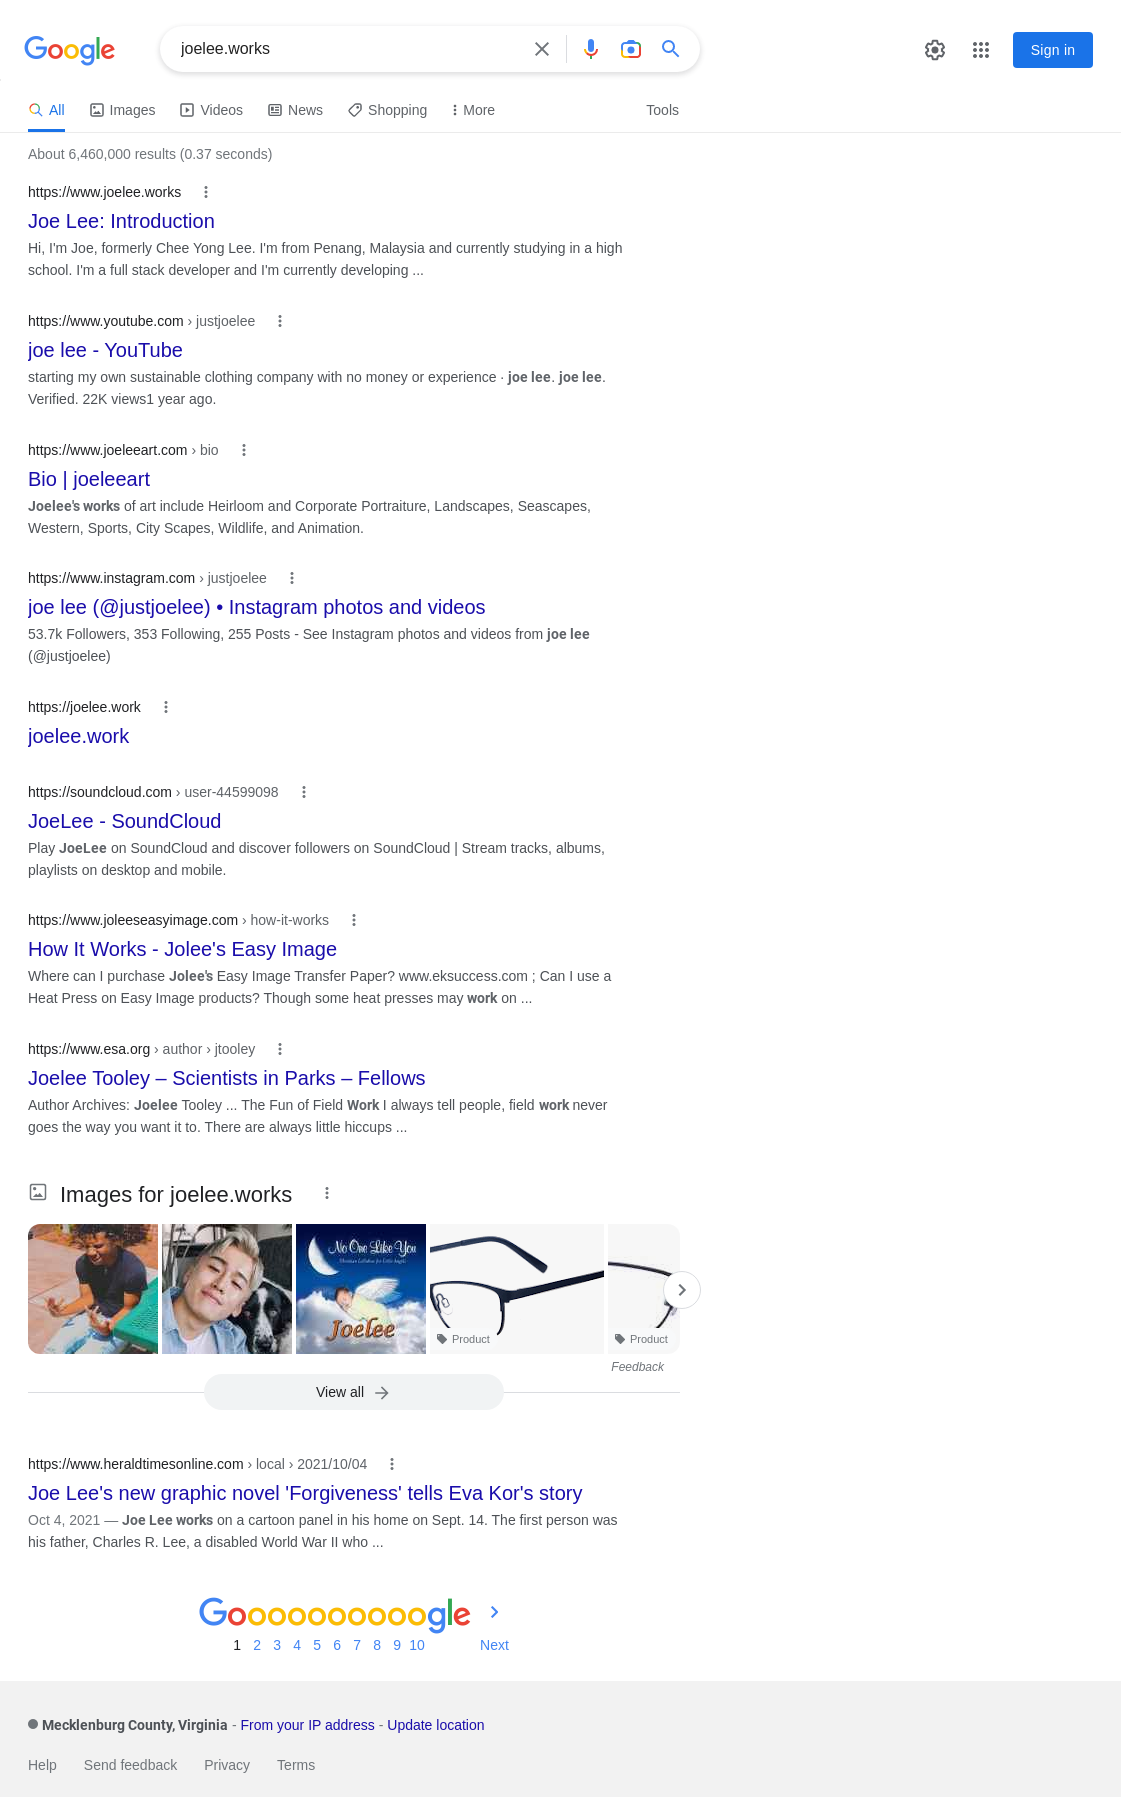 Google
joelee.works
Sign in
All
Images
Videos
News
Shopping
More
Tools
About 6,460,000 results (0.37 seconds)
https://www.joelee.works
Joe Lee: Introduction
Hi, I'm Joe, formerly Chee Yong Lee. I'm from Penang, Malaysia and currently studying in a high
school. I'm a full stack developer and I'm currently developing ...
https://www.youtube.com › justjoelee
joe lee - YouTube
starting my own sustainable clothing company with no money or experience · joe lee. joe lee.
Verified. 22K views1 year ago.
https://www.joeleeart.com › bio
Bio | joeleeart
Joelee's works of art include Heirloom and Corporate Portraiture, Landscapes, Seascapes,
Western, Sports, City Scapes, Wildlife, and Animation.
https://www.instagram.com › justjoelee
joe lee (@justjoelee) • Instagram photos and videos
53.7k Followers, 353 Following, 255 Posts - See Instagram photos and videos from joe lee
(@justjoelee)
https://joelee.work
joelee.work
https://soundcloud.com › user-44599098
JoeLee - SoundCloud
Play JoeLee on SoundCloud and discover followers on SoundCloud | Stream tracks, albums,
playlists on desktop and mobile.
https://www.joleeseasyimage.com › how-it-works
How It Works - Jolee's Easy Image
Where can I purchase Jolee's Easy Image Transfer Paper? www.eksuccess.com ; Can I use a
Heat Press on Easy Image products? Though some heat presses may work on ...
https://www.esa.org › author › jtooley
Joelee Tooley – Scientists in Parks – Fellows
Author Archives: Joelee Tooley ... The Fun of Field Work I always tell people, field work never
goes the way you want it to. There are always little hiccups ...
Images for joelee.works
No One Like You
Christian Lullabies for Little Angels
Joelee
Product
Product
Feedback
View all
https://www.heraldtimesonline.com › local › 2021/10/04
Joe Lee's new graphic novel 'Forgiveness' tells Eva Kor's story
Oct 4, 2021 — Joe Lee works on a cartoon panel in his home on Sept. 14. The first person was
his father, Charles R. Lee, a disabled World War II who ...
Goooooooooogle
1 2 3 4 5 6 7 8 9 10 Next
Mecklenburg County, Virginia - From your IP address - Update location
Help Send feedback Privacy Terms